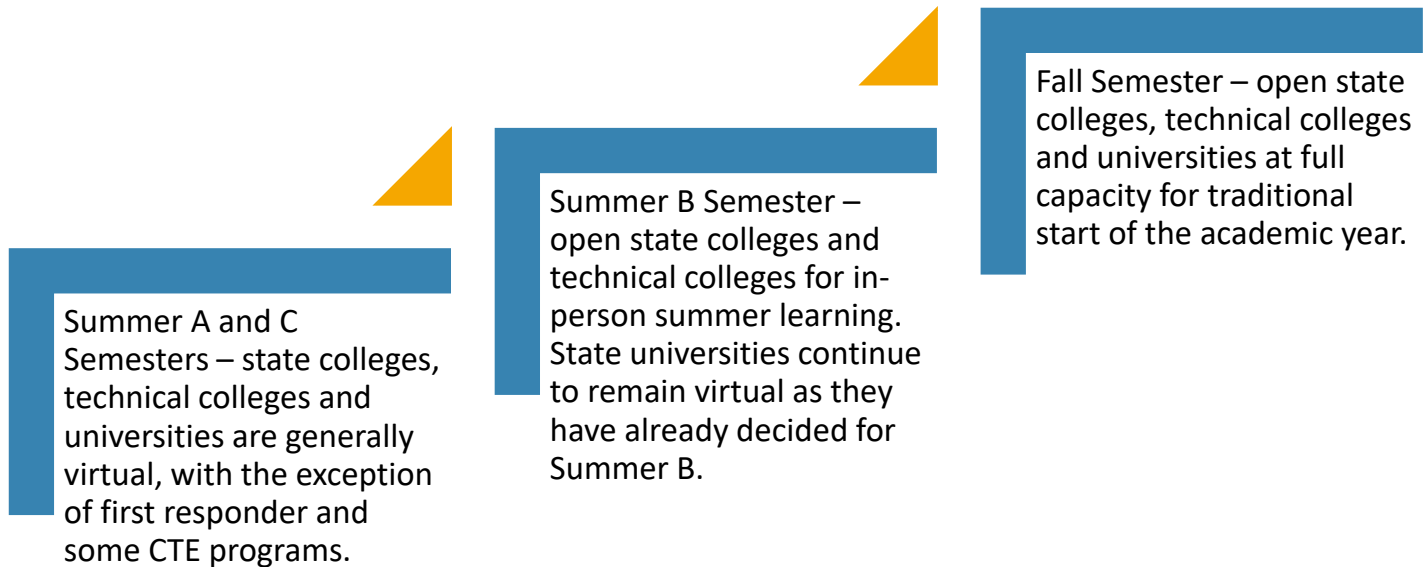 Summer A and C
Semesters – state colleges,
technical colleges and
universities are generally
virtual, with the exception
of first responder and
some CTE programs.
Summer B Semester –
open state colleges and
technical colleges for in-
person summer learning.
State universities continue
to remain virtual as they
have already decided for
Summer B.
Fall Semester – open state
colleges, technical colleges
and universities at full
capacity for traditional
start of the academic year.